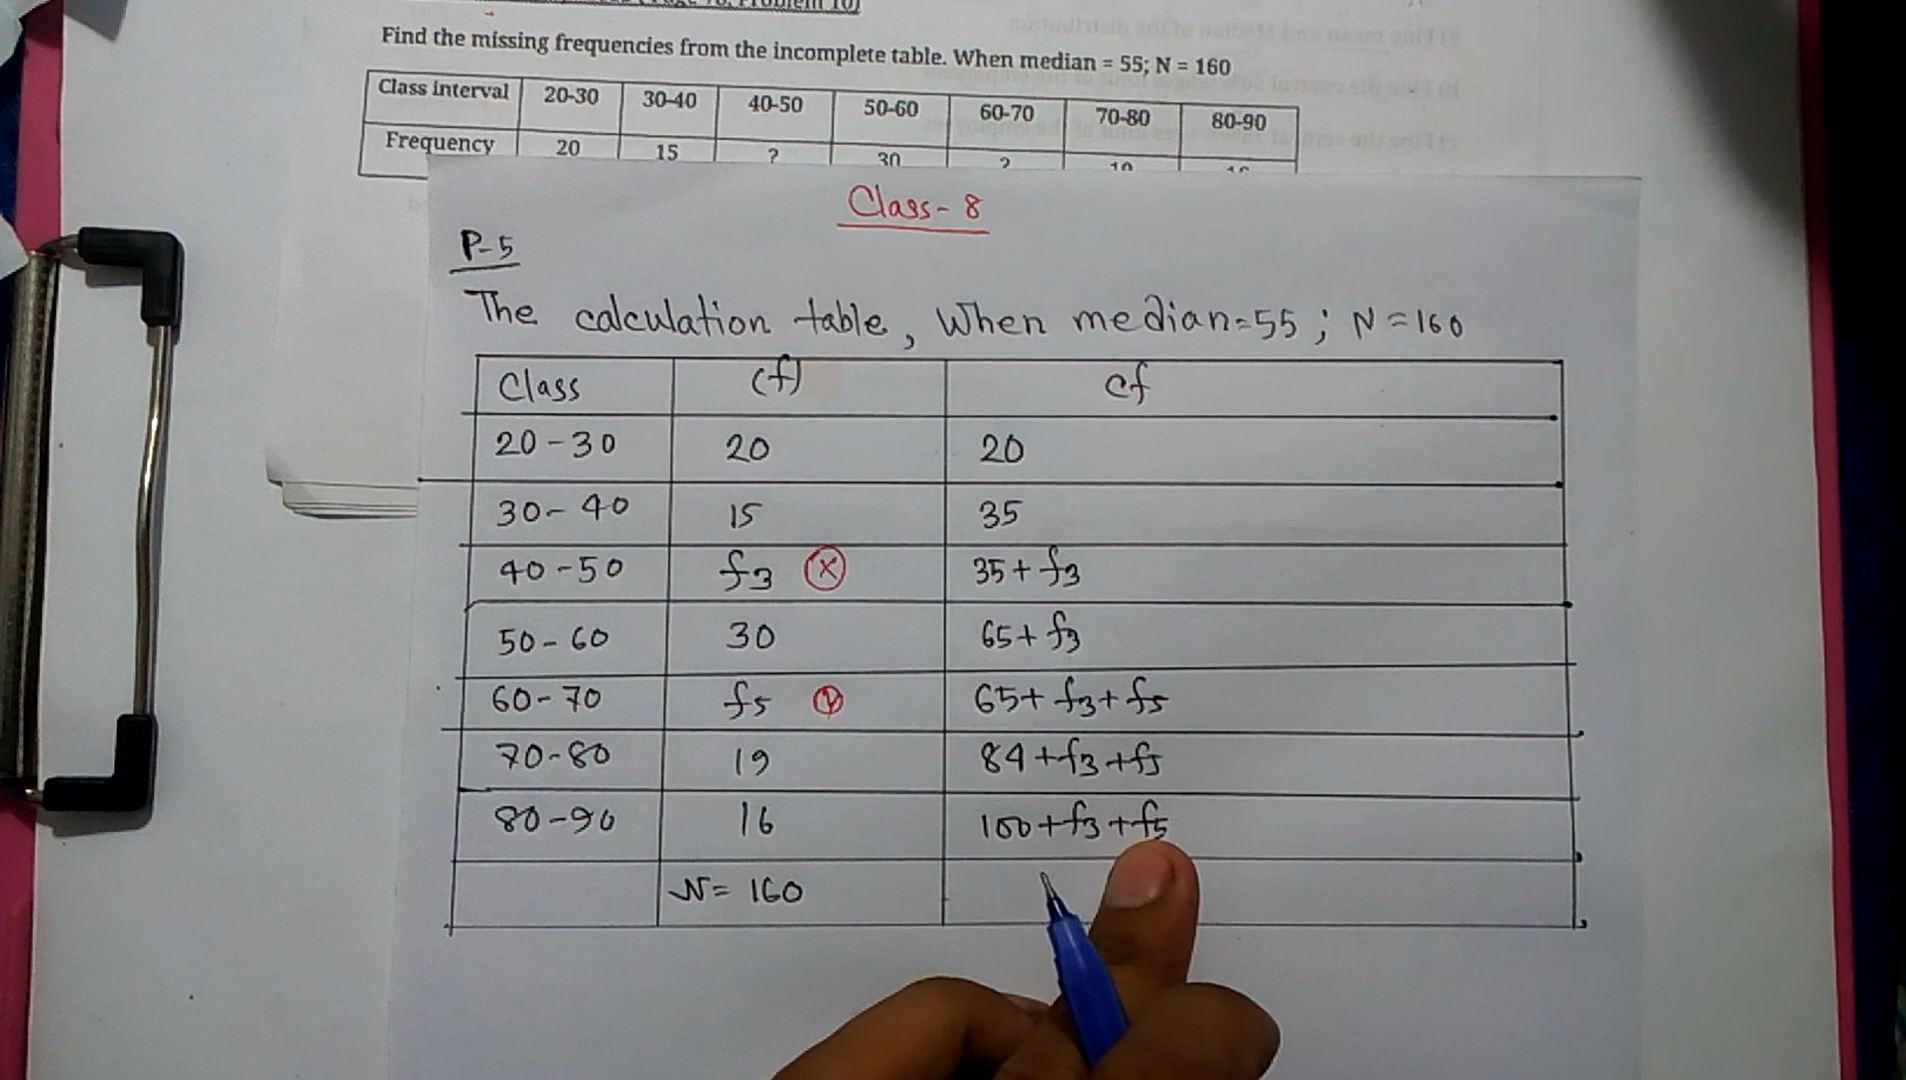 Find the missing frequencies from the incomplete table. When median = 55; N = 160
Class interval 20-30 30-40 40-50 50-60 60-70 70-80 80-90
Frequency 20 15 ? 30 ?
Class-8
P-5
The calculation table, When median=55; N=160
Class (f) cf
20-30 20 20
30-40 15 35
40-50 f3 x 35+f3
50-60 30 65+f3
60-70 f5 y 65+f3+f5
70-80 19 84+f3+f5
80-90 16 100+f3+f5
N= 160